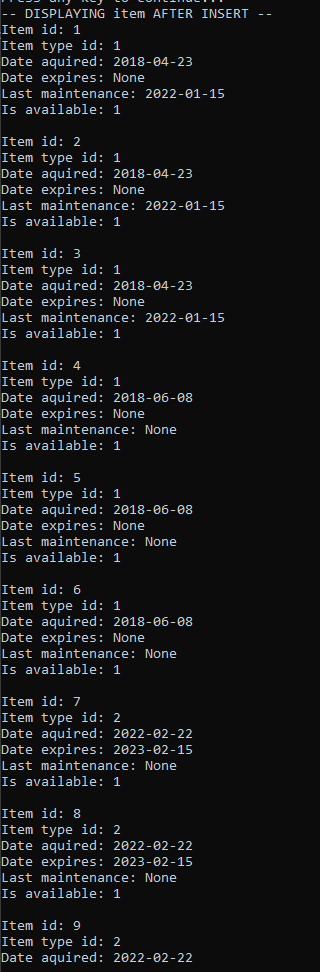 Press any key to continue...
-- DISPLAYING item AFTER INSERT --
Item id: 1
Item type id: 1
Date aquired: 2018-04-23
Date expires: None
Last maintenance: 2022-01-15
Is available: 1

Item id: 2
Item type id: 1
Date aquired: 2018-04-23
Date expires: None
Last maintenance: 2022-01-15
Is available: 1

Item id: 3
Item type id: 1
Date aquired: 2018-04-23
Date expires: None
Last maintenance: 2022-01-15
Is available: 1

Item id: 4
Item type id: 1
Date aquired: 2018-06-08
Date expires: None
Last maintenance: None
Is available: 1

Item id: 5
Item type id: 1
Date aquired: 2018-06-08
Date expires: None
Last maintenance: None
Is available: 1

Item id: 6
Item type id: 1
Date aquired: 2018-06-08
Date expires: None
Last maintenance: None
Is available: 1

Item id: 7
Item type id: 2
Date aquired: 2022-02-22
Date expires: 2023-02-15
Last maintenance: None
Is available: 1

Item id: 8
Item type id: 2
Date aquired: 2022-02-22
Date expires: 2023-02-15
Last maintenance: None
Is available: 1

Item id: 9
Item type id: 2
Date aquired: 2022-02-22